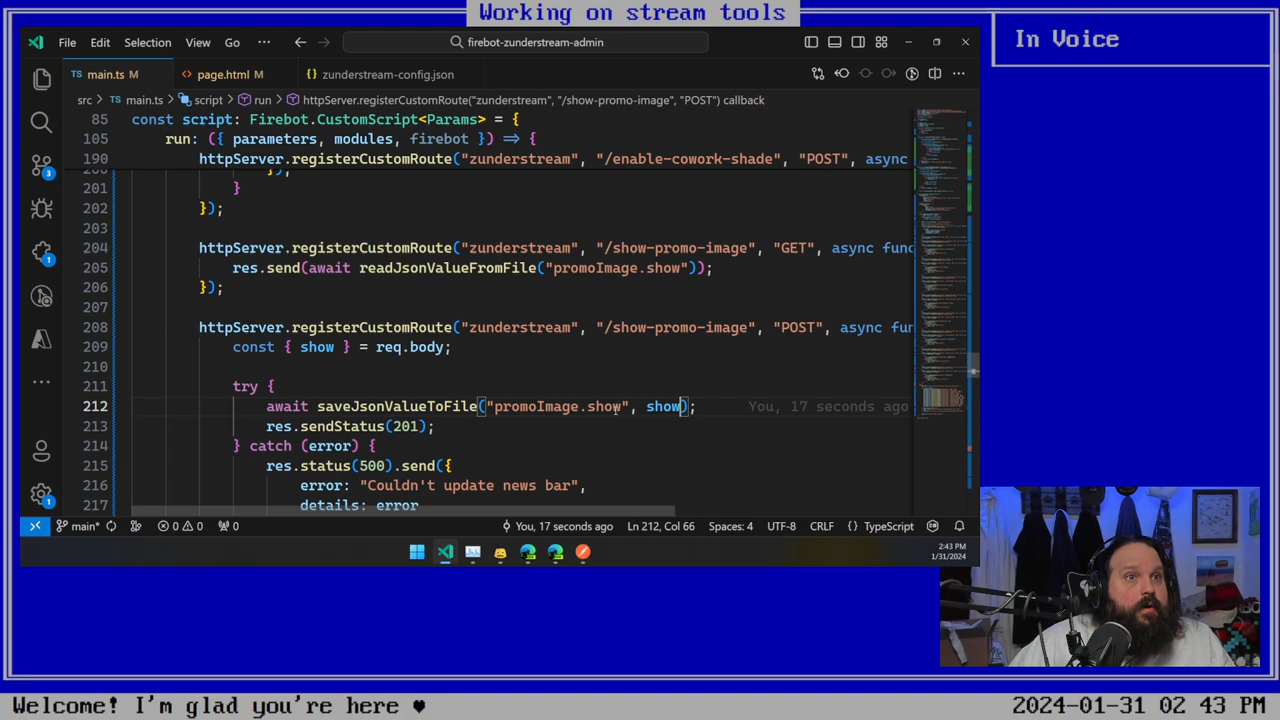 Working on stream tools
In Voice
File Edit Selection View Go ··· firebot-zunderstream-admin
main.ts M page.html M zunderstream-config.json
src > main.ts > script > run > httpServer.registerCustomRoute("zunderstream", "/show-promo-image", "POST") callback
85 const script: Firebot.CustomScript<Params> = {
105 run: (parameters, modules, firebot }) => {
190 httpServer.registerCustomRoute("zunderstream", "/enable-cowork-shade", "POST", async
});
201 }
202 });
203
204 httpServer.registerCustomRoute("zunderstream", "/show-promo-image", "GET", async func
205 res.send(await readJsonValueFromFile("promoImage.show"));
206 });
207
208 httpServer.registerCustomRoute("zunderstream", "/show-promo-image", "POST", async fun
209 const { show } = req.body;
210
211 try {
212 await saveJsonValueToFile("promoImage.show", show); You, 17 seconds ago
213 res.sendStatus(201);
214 } catch (error) {
215 res.status(500).send({
216 error: "Couldn't update news bar",
217 details: error
main* 0 0 0 You, 17 seconds ago Ln 212, Col 66 Spaces: 4 UTF-8 CRLF {} TypeScript
3
1
1
2:43 PM
1/31/2024
Welcome! I'm glad you're here ♥
2024-01-31 02 43 PM